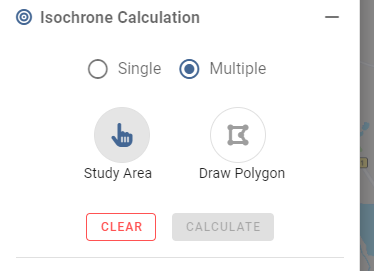 Isochrone Calculation
Single Multiple
Study Area Draw Polygon
CLEAR CALCULATE